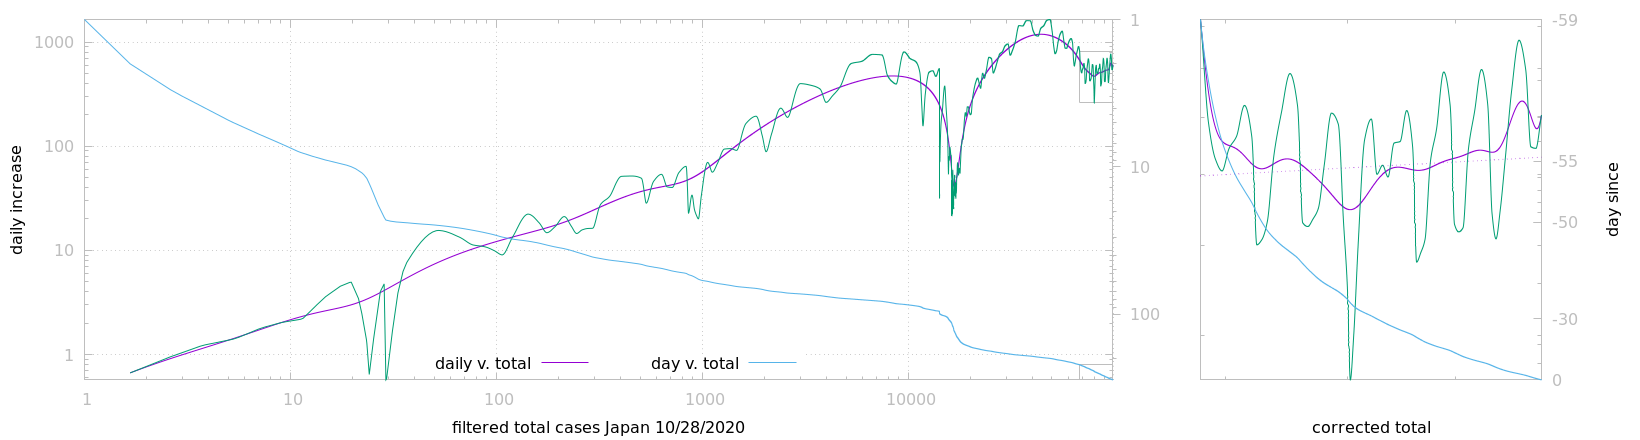 daily increase
1000
100
10
1
daily v. total
day v. total
1
10
100
1000
10000
filtered total cases Japan 10/28/2020
1
10
100
-59
-55
-50
-30
0
day since
corrected total